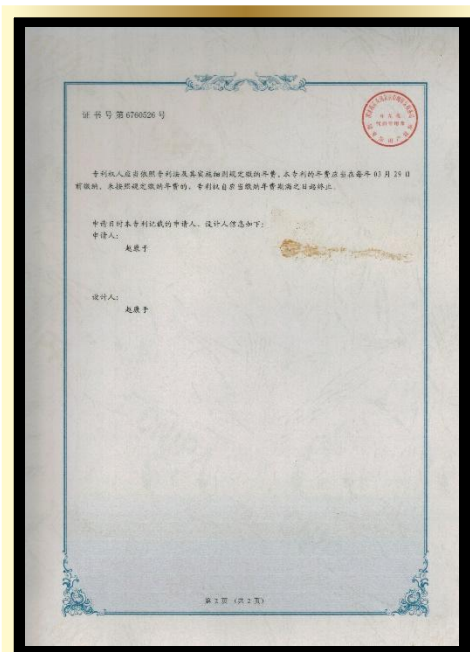 证书号第6760526号
专利权人应当依照专利法及其实施细则规定缴纳年费。本专利的年费应当在每年03月29日
前缴纳。未按照规定缴纳年费的，专利权自应当缴纳年费期满之日起终止。
申请日时本专利记载的申请人、设计人信息如下：
申请人：
赵康予
设计人：
赵康予
第 2 页 （共 2 页）